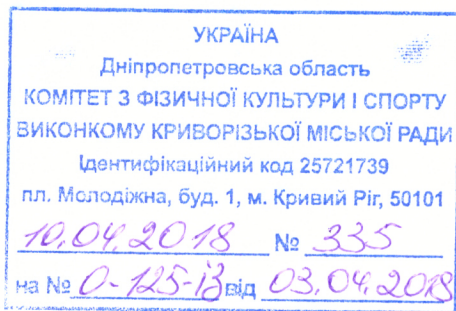 УКРАЇНА
Дніпропетровська область
КОМІТЕТ З ФІЗИЧНОЇ КУЛЬТУРИ І СПОРТУ
ВИКОНКОМУ КРИВОРІЗЬКОЇ МІСЬКОЇ РАДИ
Ідентифікаційний код 25721739
пл. Молодіжна, буд. 1, м. Кривий Ріг, 50101
10.04.2018 № 335
на № 0-125-ІЗ від 03.04.2018